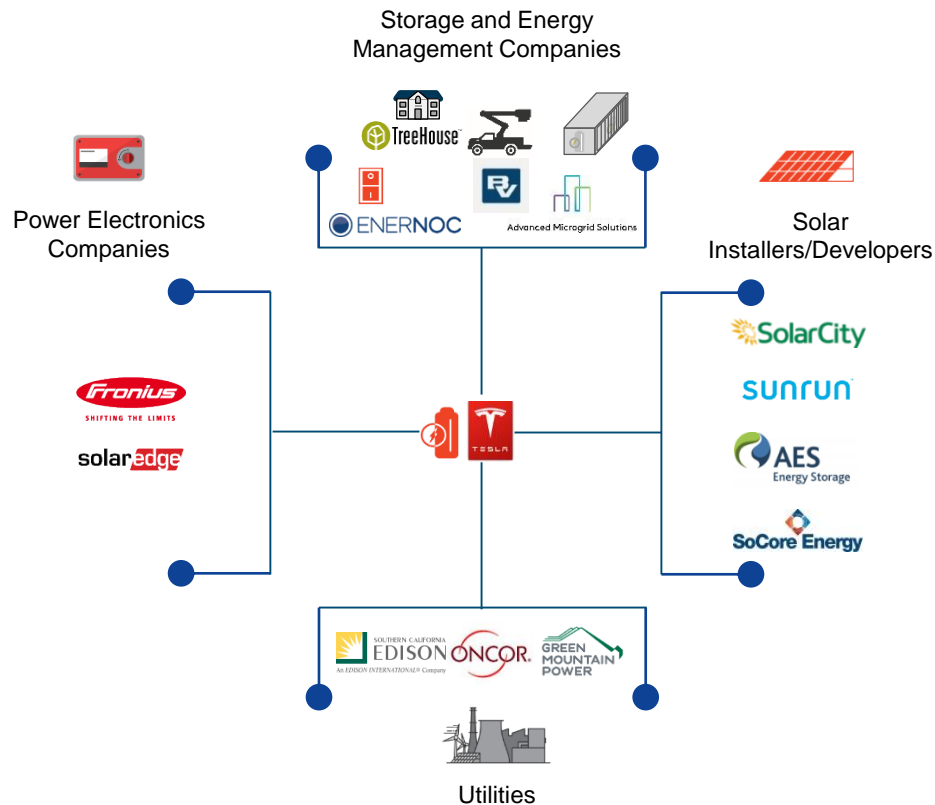 Storage and Energy
Management Companies
TreeHouse
Power Electronics
Companies
BV
ENERNOC
Advanced Microgrid Solutions
Solar
Installers/Developers
Fronius
SHIFTING THE LIMITS
solaredge
TESLA
SolarCity
sunrun
AES
Energy Storage
SoCore Energy
SOUTHERN CALIFORNIA
EDISON
An EDISON INTERNATIONAL® Company
ONCOR®
GREEN
MOUNTAIN
POWER
Utilities